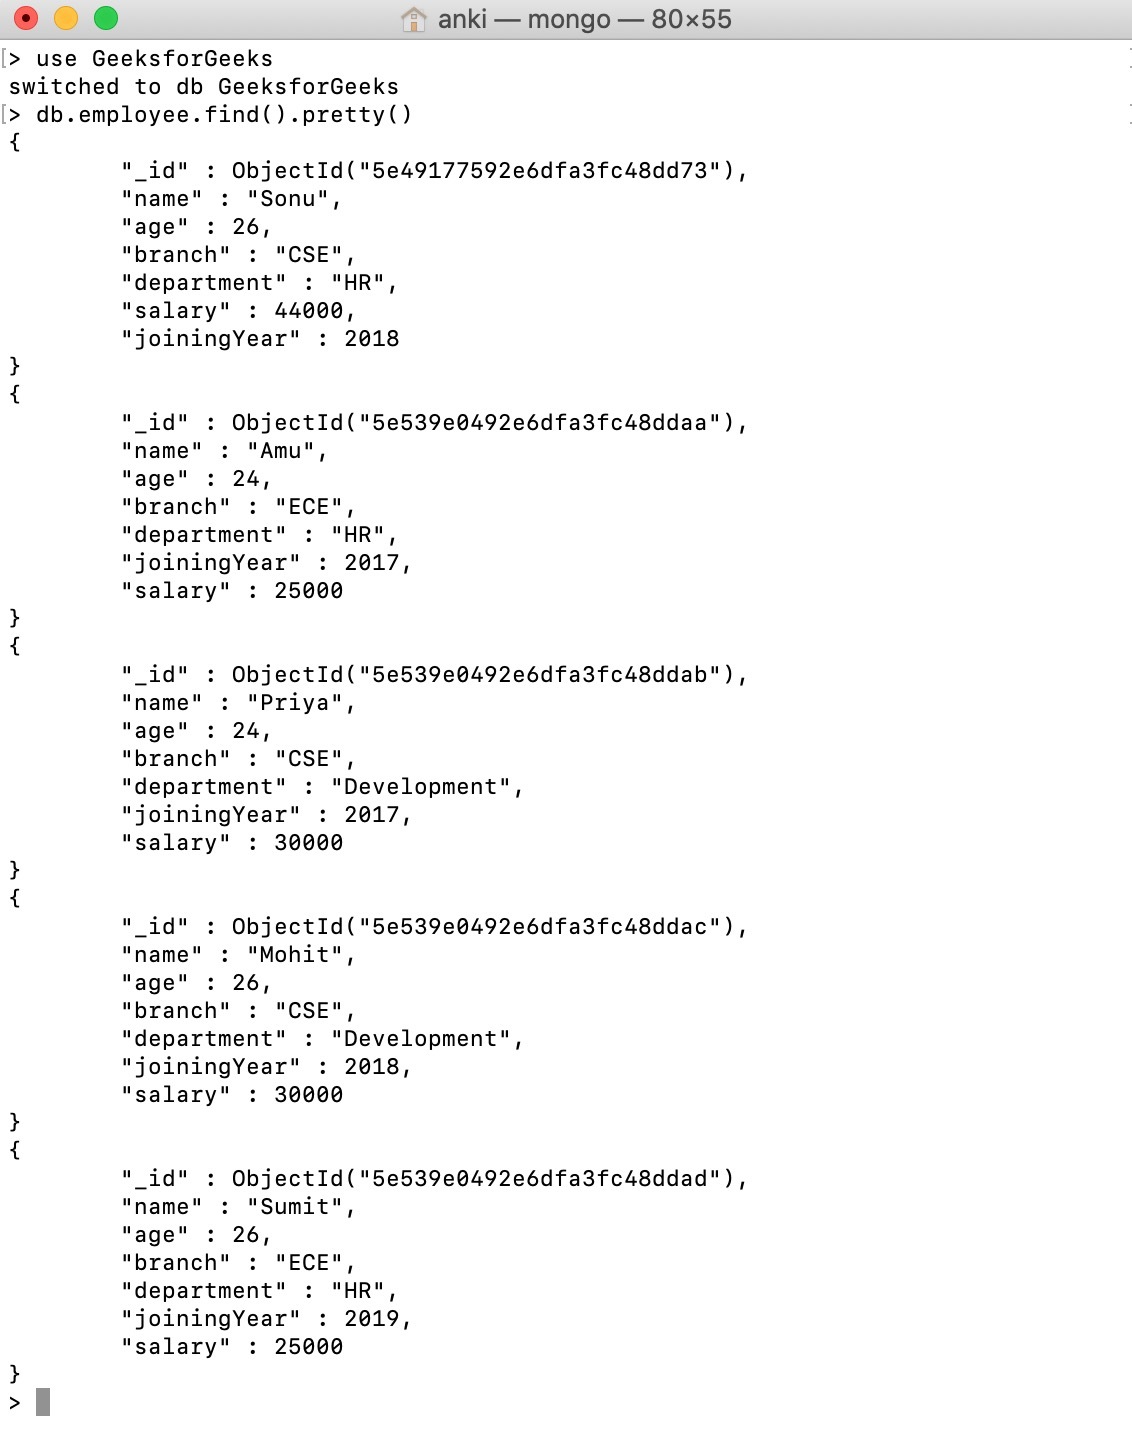 anki — mongo — 80×55
[> use GeeksforGeeks
switched to db GeeksforGeeks
[> db.employee.find().pretty()
{
        "_id" : ObjectId("5e49177592e6dfa3fc48dd73"),
        "name" : "Sonu",
        "age" : 26,
        "branch" : "CSE",
        "department" : "HR",
        "salary" : 44000,
        "joiningYear" : 2018
}
{
        "_id" : ObjectId("5e539e0492e6dfa3fc48ddaa"),
        "name" : "Amu",
        "age" : 24,
        "branch" : "ECE",
        "department" : "HR",
        "joiningYear" : 2017,
        "salary" : 25000
}
{
        "_id" : ObjectId("5e539e0492e6dfa3fc48ddab"),
        "name" : "Priya",
        "age" : 24,
        "branch" : "CSE",
        "department" : "Development",
        "joiningYear" : 2017,
        "salary" : 30000
}
{
        "_id" : ObjectId("5e539e0492e6dfa3fc48ddac"),
        "name" : "Mohit",
        "age" : 26,
        "branch" : "CSE",
        "department" : "Development",
        "joiningYear" : 2018,
        "salary" : 30000
}
{
        "_id" : ObjectId("5e539e0492e6dfa3fc48ddad"),
        "name" : "Sumit",
        "age" : 26,
        "branch" : "ECE",
        "department" : "HR",
        "joiningYear" : 2019,
        "salary" : 25000
}
>